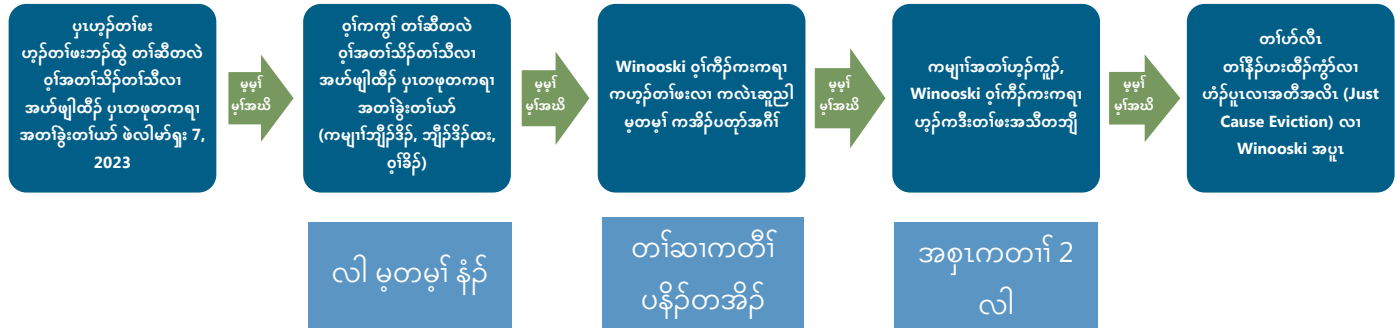 ပှၤဟ့ၣ်တၢ်ဖး
ဟ့ၣ်တၢ်ဖးဘၣ်ထွဲ တၢ်ဆီတလဲ
ဝ့ၢ်အတၢ်သိၣ်တၢ်သီလၢ
အဟ်ဖျါထီၣ် ပှၤတဖုတကရၢ
အတၢ်ခွဲးတၢ်ယာ် ဖဲလါမၢ်ရှး 7,
2023
မ့မ့ၢ်
မ့ၢ်အဃိ
ဝ့ၢ်ကကွၢ် တၢ်ဆီတလဲ
ဝ့ၢ်အတၢ်သိၣ်တၢ်သီလၢ
အဟ်ဖျါထီၣ် ပှၤတဖုတကရၢ
အတၢ်ခွဲးတၢ်ယာ်
(ကမျၢၢ်ဘျီၣ်ဒိၣ်, ဘျီၣ်ဒိၣ်ထး,
ဝ့ၢ်ခိၣ်)
မ့မ့ၢ်
မ့ၢ်အဃိ
Winooski ဝ့ၢ်ကီၣ်ကးကရၢ
ကဟ့ၣ်တၢ်ဖးလၢ ကလဲၤဆူညါ
မ့တမ့ၢ် ကအိၣ်ပတုာ်အဂီၢ်
မ့မ့ၢ်
မ့ၢ်အဃိ
ကမျၢၢ်အတၢ်ဟ့ၣ်ကူၣ်,
Winooski ဝ့ၢ်ကီၣ်ကးကရၢ
ဟ့ၣ်ကဒီးတၢ်ဖးအသီတဘျီ
မ့မ့ၢ်
မ့ၢ်အဃိ
တၢ်ဟ်လီၤ
တၢ်နီၣ်ဟးထီၣ်ကွံာ်လၢ
ဟံၣ်ပူၤလၢအတီအလိၤ (Just
Cause Eviction) လၢ
Winooski အပူၤ
လါ မ့တမ့ၢ် နံၣ်
တၢ်ဆၢကတီၢ်
ပနိၣ်တအိၣ်
အစှၤကတၢၢ် 2
လါ